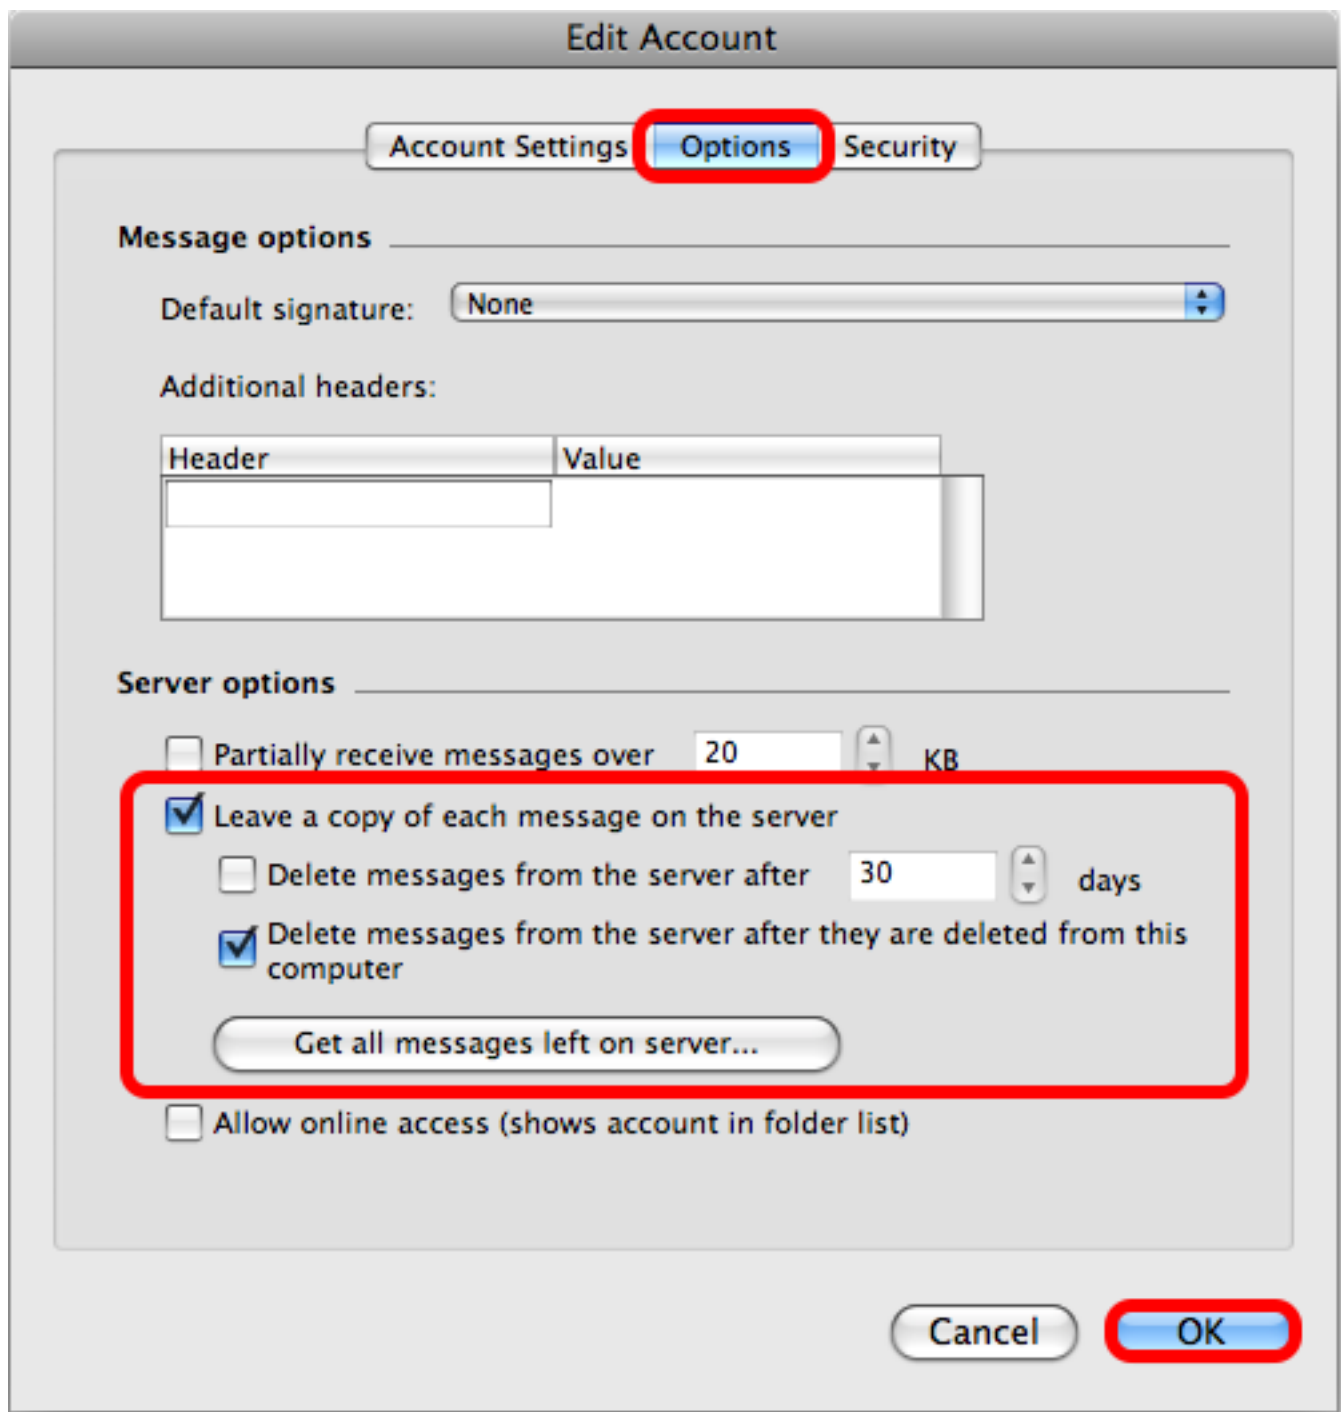 Edit Account
Account Settings Options Security
Message options
Default signature: None
Additional headers:
Header Value
Server options
Partially receive messages over 20 KB
Leave a copy of each message on the server
Delete messages from the server after 30 days
Delete messages from the server after they are deleted from this
computer
Get all messages left on server...
Allow online access (shows account in folder list)
Cancel OK